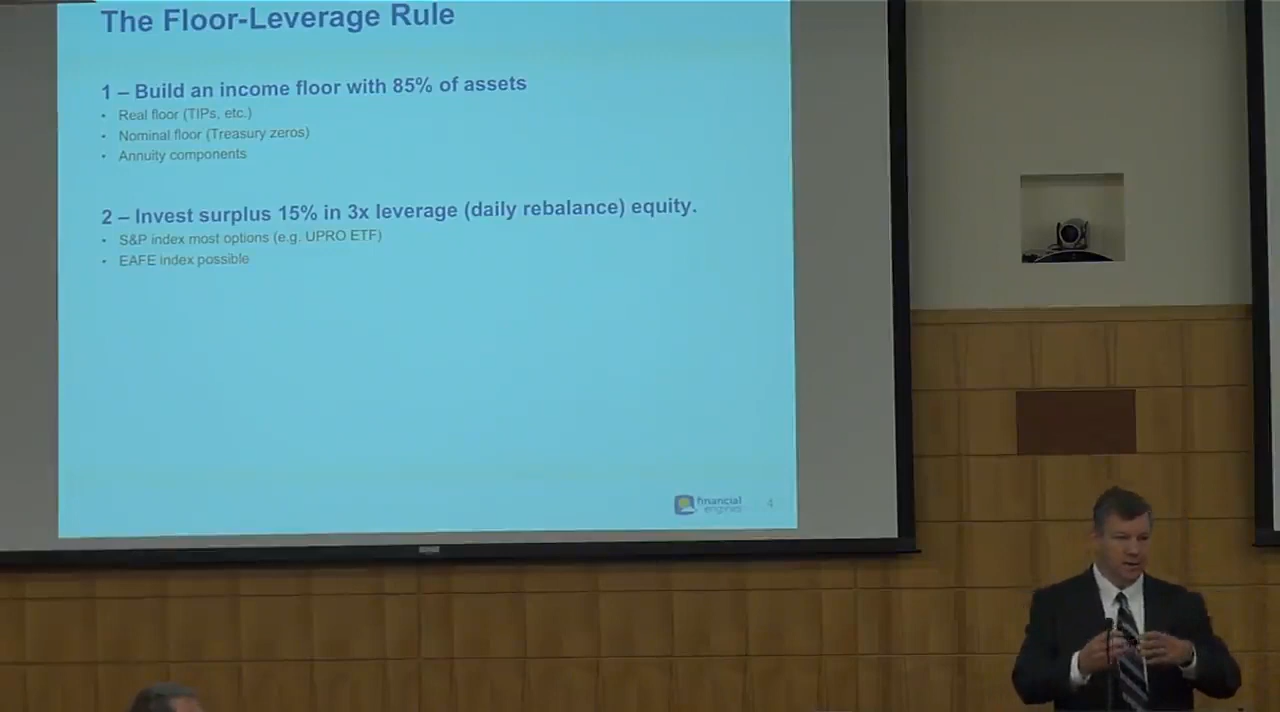 The Floor-Leverage Rule
1 – Build an income floor with 85% of assets
• Real floor (TIPs, etc.)
• Nominal floor (Treasury zeros)
• Annuity components
2 – Invest surplus 15% in 3x leverage (daily rebalance) equity.
• S&P index most options (e.g. UPRO ETF)
• EAFE index possible
financial
engines
4